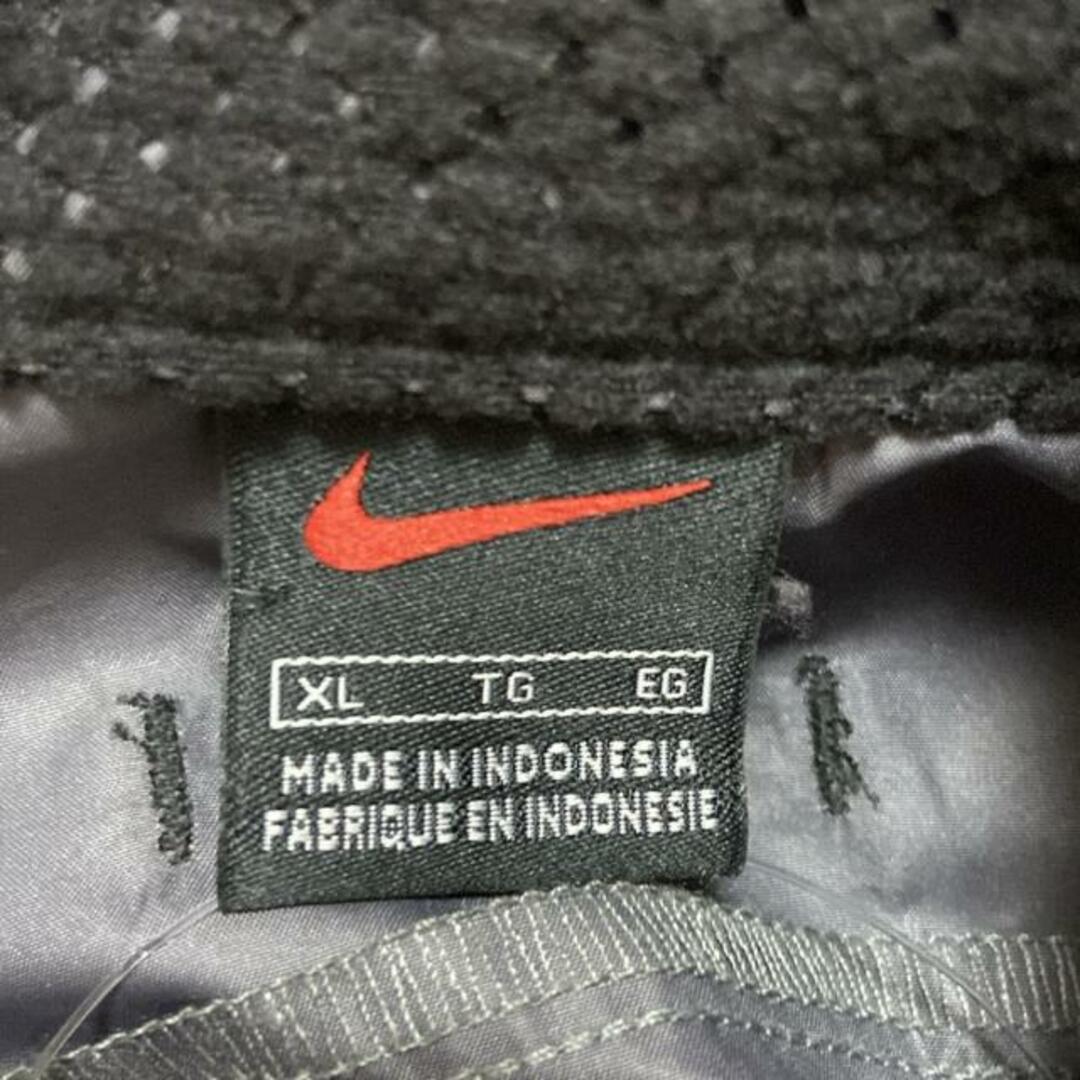 XL TG EG
MADE IN INDONESIA
FABRIQUE EN INDONESIE